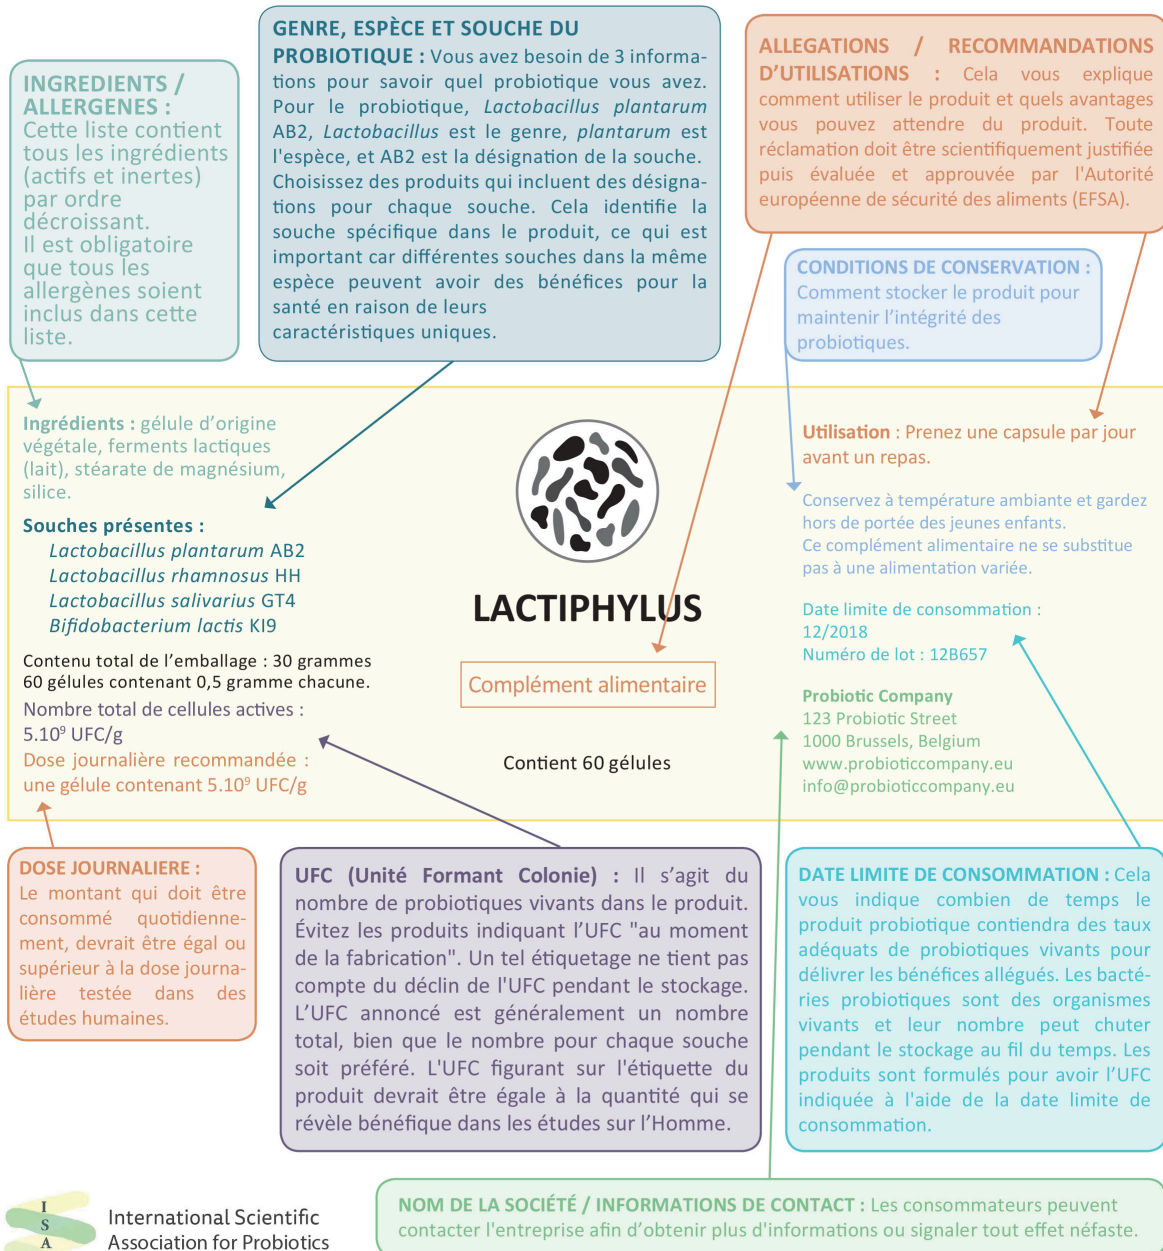 INGREDIENTS /
ALLERGENES :
Cette liste contient
tous les ingrédients
(actifs et inertes)
par ordre
décroissant.
Il est obligatoire
que tous les
allergènes soient
inclus dans cette
liste.
GENRE, ESPÈCE ET SOUCHE DU
PROBIOTIQUE : Vous avez besoin de 3 informa-
tions pour savoir quel probiotique vous avez.
Pour le probiotique, Lactobacillus plantarum
AB2, Lactobacillus est le genre, plantarum est
l'espèce, et AB2 est la désignation de la souche.
Choisissez des produits qui incluent des désigna-
tions pour chaque souche. Cela identifie la
souche spécifique dans le produit, ce qui est
important car différentes souches dans la même
espèce peuvent avoir des bénéfices pour la
santé en raison de leurs
caractéristiques uniques.
ALLEGATIONS / RECOMMANDATIONS
D’UTILISATIONS : Cela vous explique
comment utiliser le produit et quels avantages
vous pouvez attendre du produit. Toute
réclamation doit être scientifiquement justifiée
puis évaluée et approuvée par l'Autorité
européenne de sécurité des aliments (EFSA).
CONDITIONS DE CONSERVATION :
Comment stocker le produit pour
maintenir l’intégrité des
probiotiques.
Ingrédients : gélule d’origine
végétale, ferments lactiques
(lait), stéarate de magnésium,
silice.
Souches présentes :
Lactobacillus plantarum AB2
Lactobacillus rhamnosus HH
Lactobacillus salivarius GT4
Bifidobacterium lactis KI9
Contenu total de l’emballage : 30 grammes
60 gélules contenant 0,5 gramme chacune.
Nombre total de cellules actives :
5.10⁹ UFC/g
Dose journalière recommandée :
une gélule contenant 5.10⁹ UFC/g
LACTIPHYLUS
Complément alimentaire
Contient 60 gélules
Utilisation : Prenez une capsule par jour
avant un repas.
Conservez à température ambiante et gardez
hors de portée des jeunes enfants.
Ce complément alimentaire ne se substitue
pas à une alimentation variée.
Date limite de consommation :
12/2018
Numéro de lot : 12B657
Probiotic Company
123 Probiotic Street
1000 Brussels, Belgium
www.probioticcompany.eu
info@probioticcompany.eu
DOSE JOURNALIERE :
Le montant qui doit être
consommé quotidienne-
ment, devrait être égal ou
supérieur à la dose journa-
lière testée dans des
études humaines.
UFC (Unité Formant Colonie) : Il s’agit du
nombre de probiotiques vivants dans le produit.
Évitez les produits indiquant l’UFC "au moment
de la fabrication". Un tel étiquetage ne tient pas
compte du déclin de l'UFC pendant le stockage.
L’UFC annoncé est généralement un nombre
total, bien que le nombre pour chaque souche
soit préféré. L'UFC figurant sur l'étiquette du
produit devrait être égale à la quantité qui se
révèle bénéfique dans les études sur l’Homme.
DATE LIMITE DE CONSOMMATION : Cela
vous indique combien de temps le
produit probiotique contiendra des taux
adéquats de probiotiques vivants pour
délivrer les bénéfices allégués. Les bacté-
ries probiotiques sont des organismes
vivants et leur nombre peut chuter
pendant le stockage au fil du temps. Les
produits sont formulés pour avoir l’UFC
indiquée à l'aide de la date limite de
consommation.
I
S
A
International Scientific
Association for Probiotics
NOM DE LA SOCIÉTÉ / INFORMATIONS DE CONTACT : Les consommateurs peuvent
contacter l'entreprise afin d’obtenir plus d'informations ou signaler tout effet néfaste.